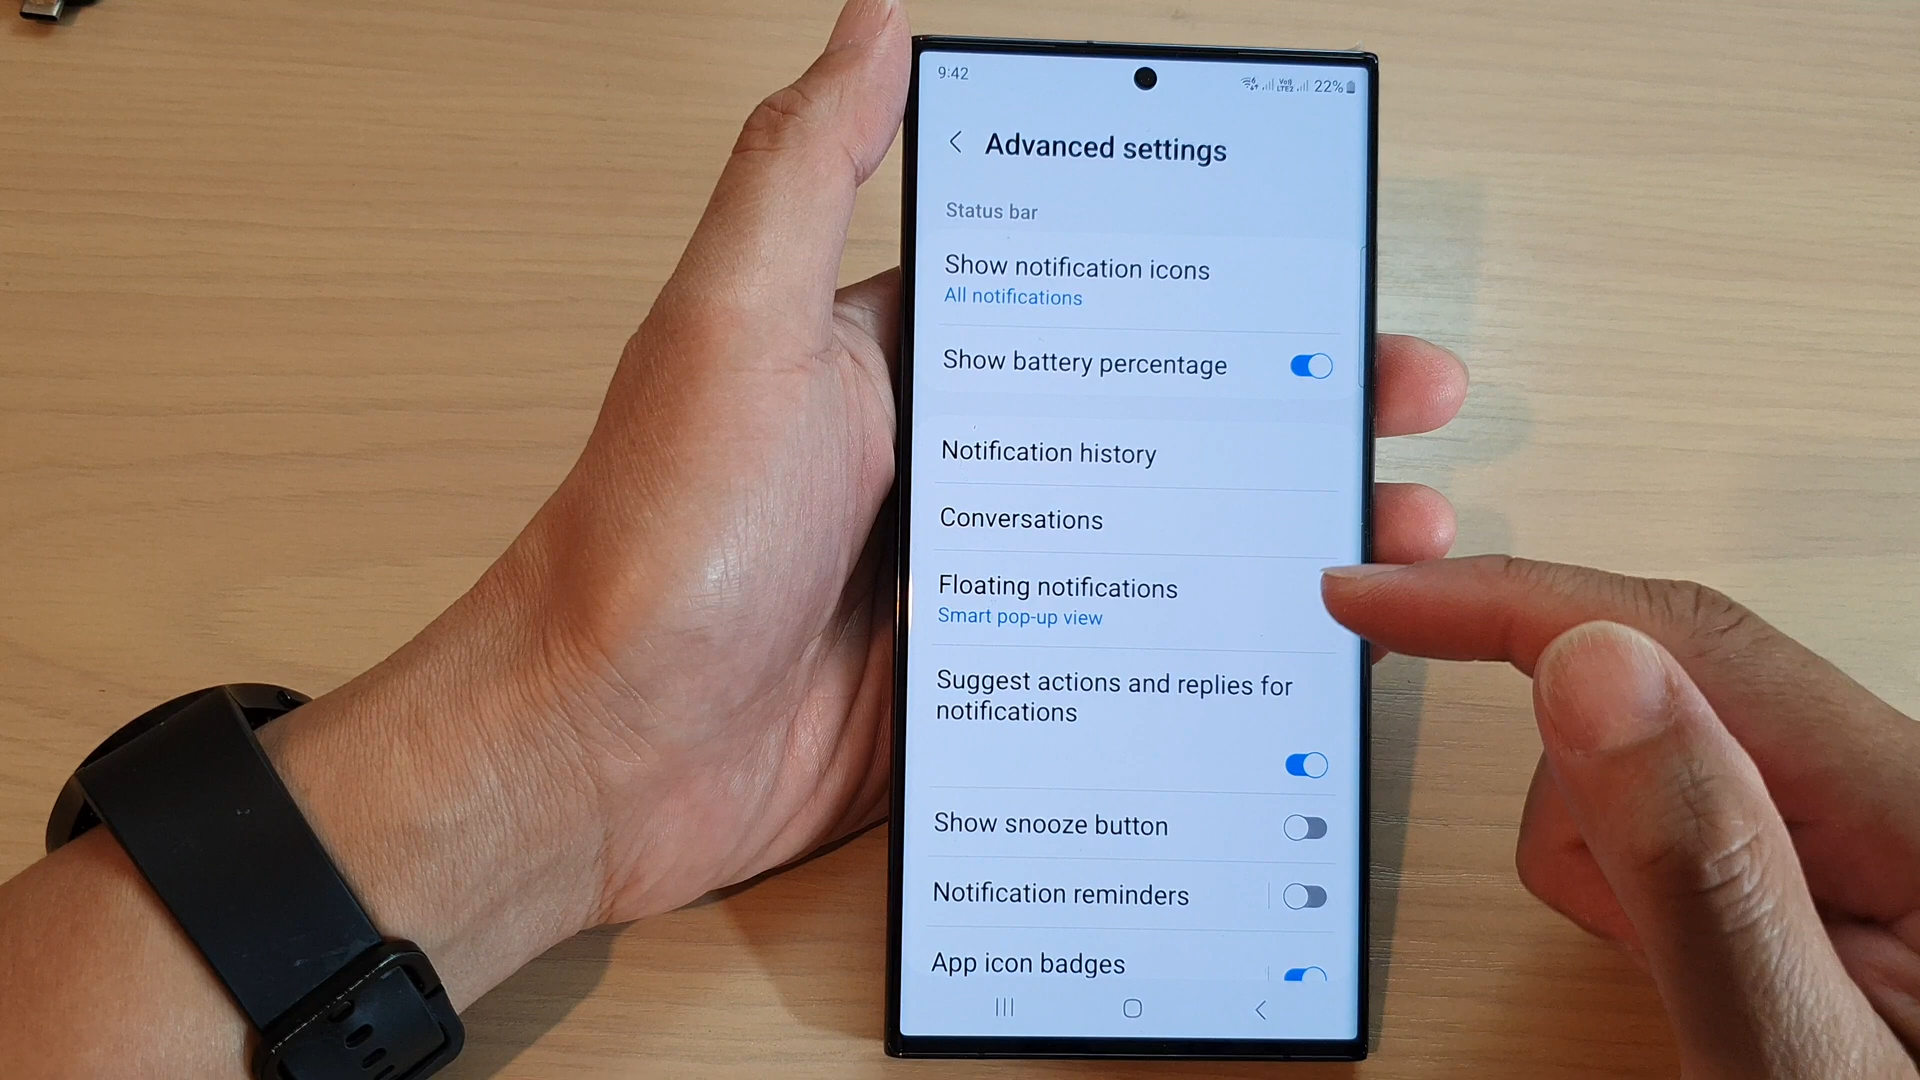 9:42
22%
Advanced settings
Status bar
Show notification icons
All notifications
Show battery percentage
Notification history
Conversations
Floating notifications
Smart pop-up view
Suggest actions and replies for
notifications
Show snooze button
Notification reminders
App icon badges